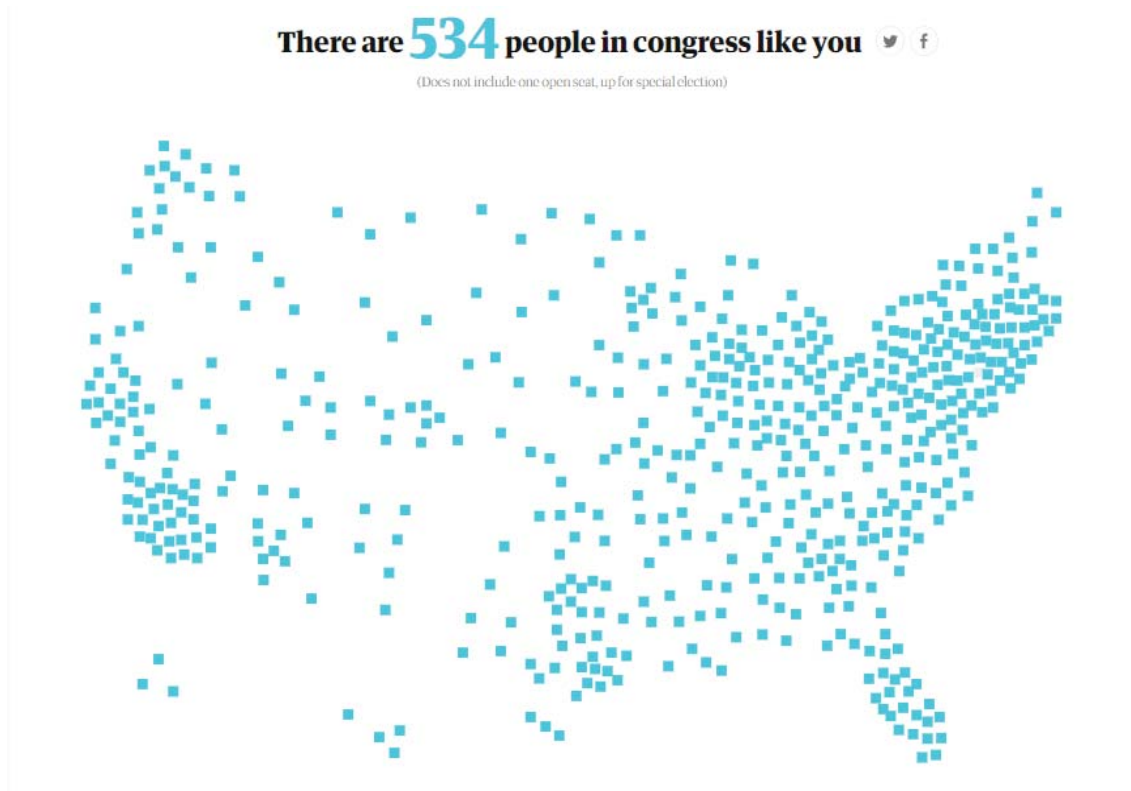 There are 534 people in congress like you
(Does not include one open seat, up for special election)